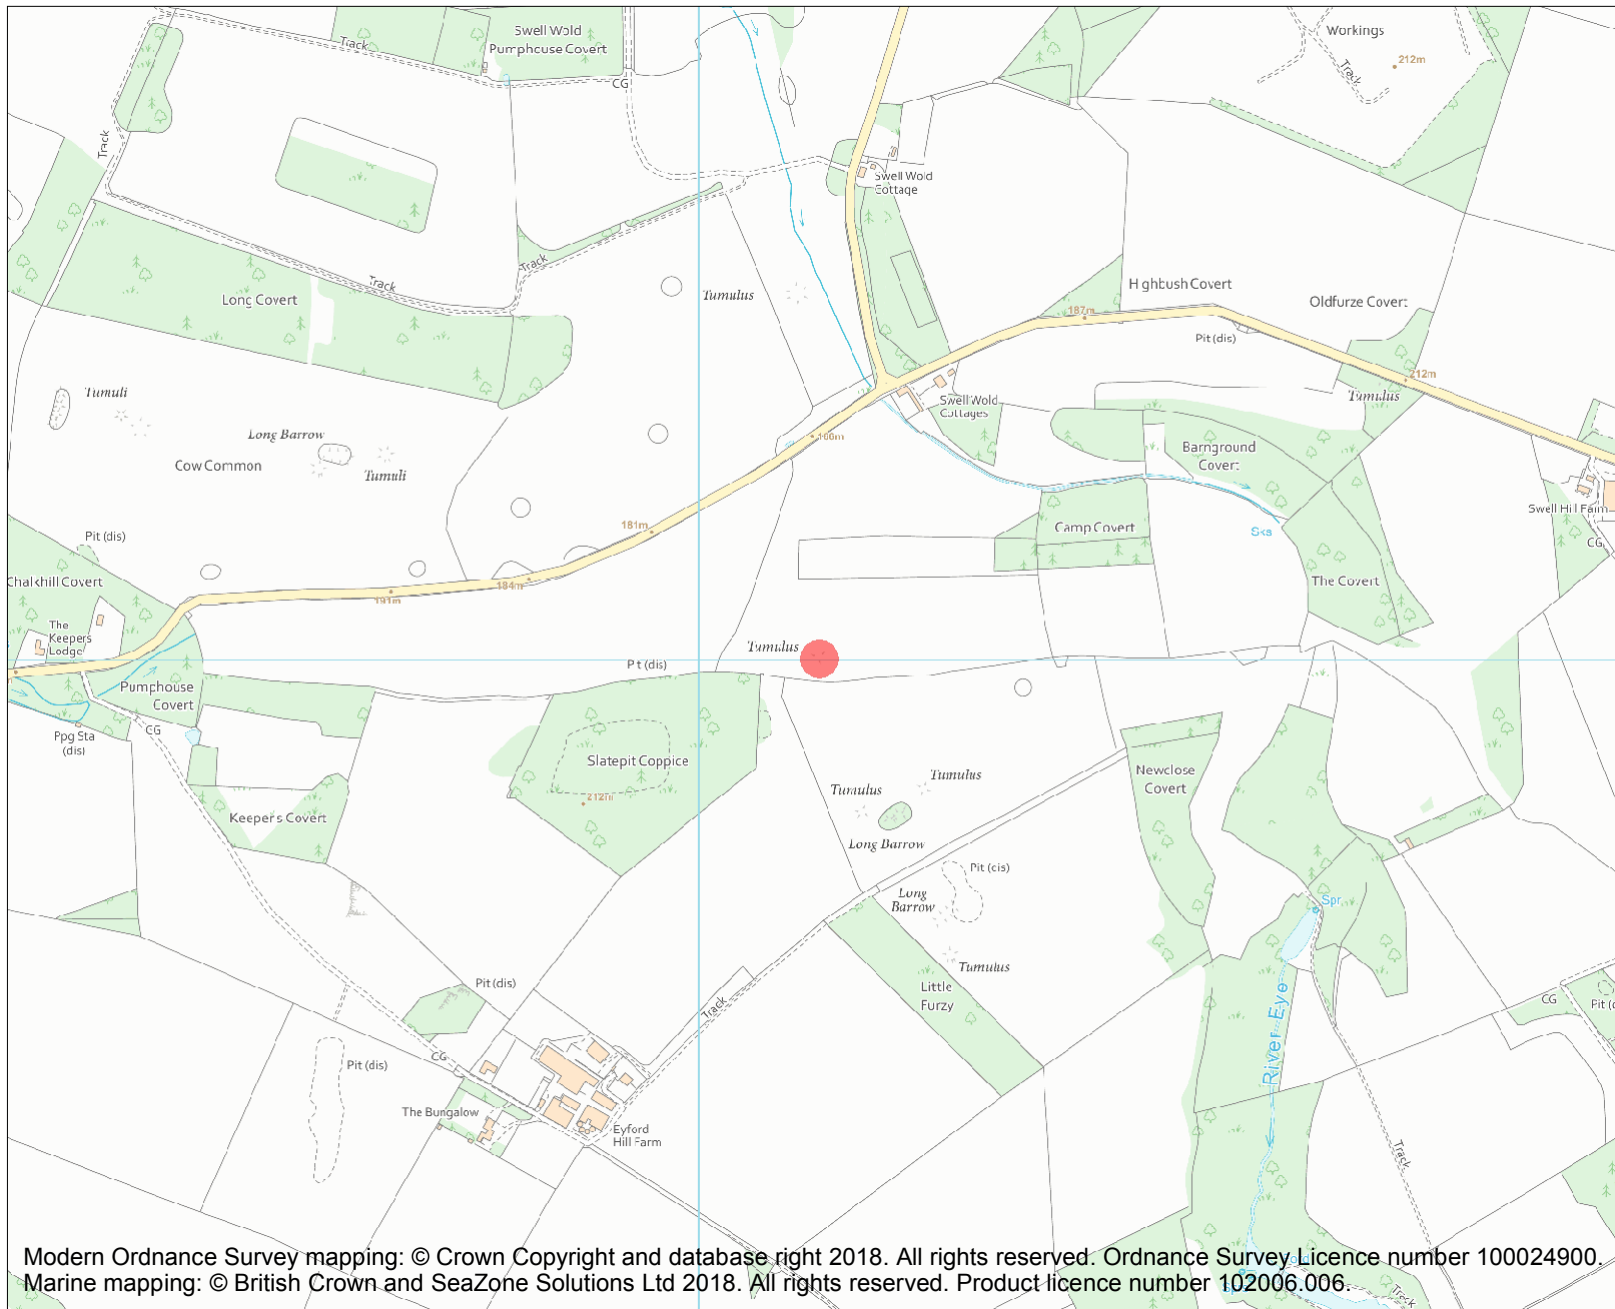 Swell Wold
Pumphouse Covert
Track
CG
Workings
212m
Track
Track
Swell Wold
Cottage
Track
Track
Long Covert
Tumulus
Highbush Covert
Oldfurze Covert
187m
Pit (dis)
212m
Tumulus
Tumuli
Long Barrow
Cow Common
Tumuli
Swell Wold
Cottages
Barnground
Covert
Swell Hill Farm
CG
181m
Camp Covert
Pit (dis)
Chalkhill Covert
184m
191m
The Covert
The
Keepers
Lodge
Tumulus
Pit (dis)
Pumphouse
Covert
CG
Ppg Sta
(dis)
Slatepit Coppice
212m
Keeper's Covert
Tumulus
Tumulus
Long Barrow
Newclose
Covert
Pit (dis)
Long
Barrow
Spr
Tumulus
Little
Furzy
River Eye
CG
Pit (dis)
Track
CG
Pit (dis)
The Bungalow
Eyford
Hill Farm
Track
Track
Modern Ordnance Survey mapping: © Crown Copyright and database right 2018. All rights reserved. Ordnance Survey Licence number 100024900.
Marine mapping: © British Crown and SeaZone Solutions Ltd 2018. All rights reserved. Product licence number 102006.006.